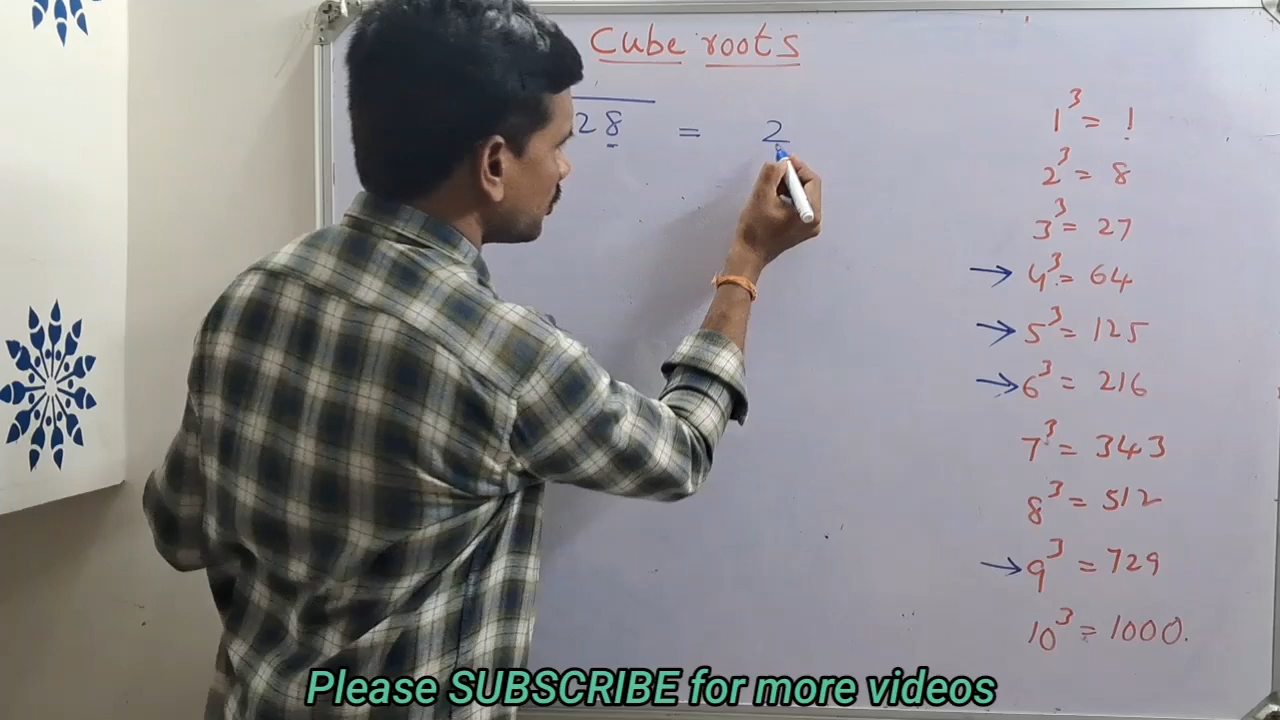 Cube roots
28 = 2
1³ = 1
2³ = 8
3³ = 27
→ 4³ = 64
→ 5³ = 125
→ 6³ = 216
7³ = 343
8³ = 512
→ 9³ = 729
10³ = 1000.
Please SUBSCRIBE for more videos